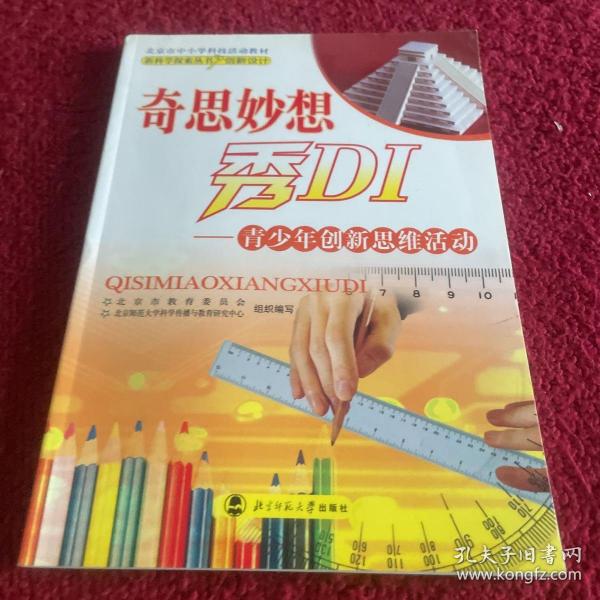 北京市中小学科技活动教材
新科学探索丛书 创新设计
奇思妙想
秀DI
——青少年创新思维活动
QISIMIAOXIANGXIUDI
6 7 8 9 10
☆ 北京市教育委员会
☆ 北京师范大学科学传播与教育研究中心
组织编写
北京师范大学出版社
孔夫子旧书网
www.kongfz.com